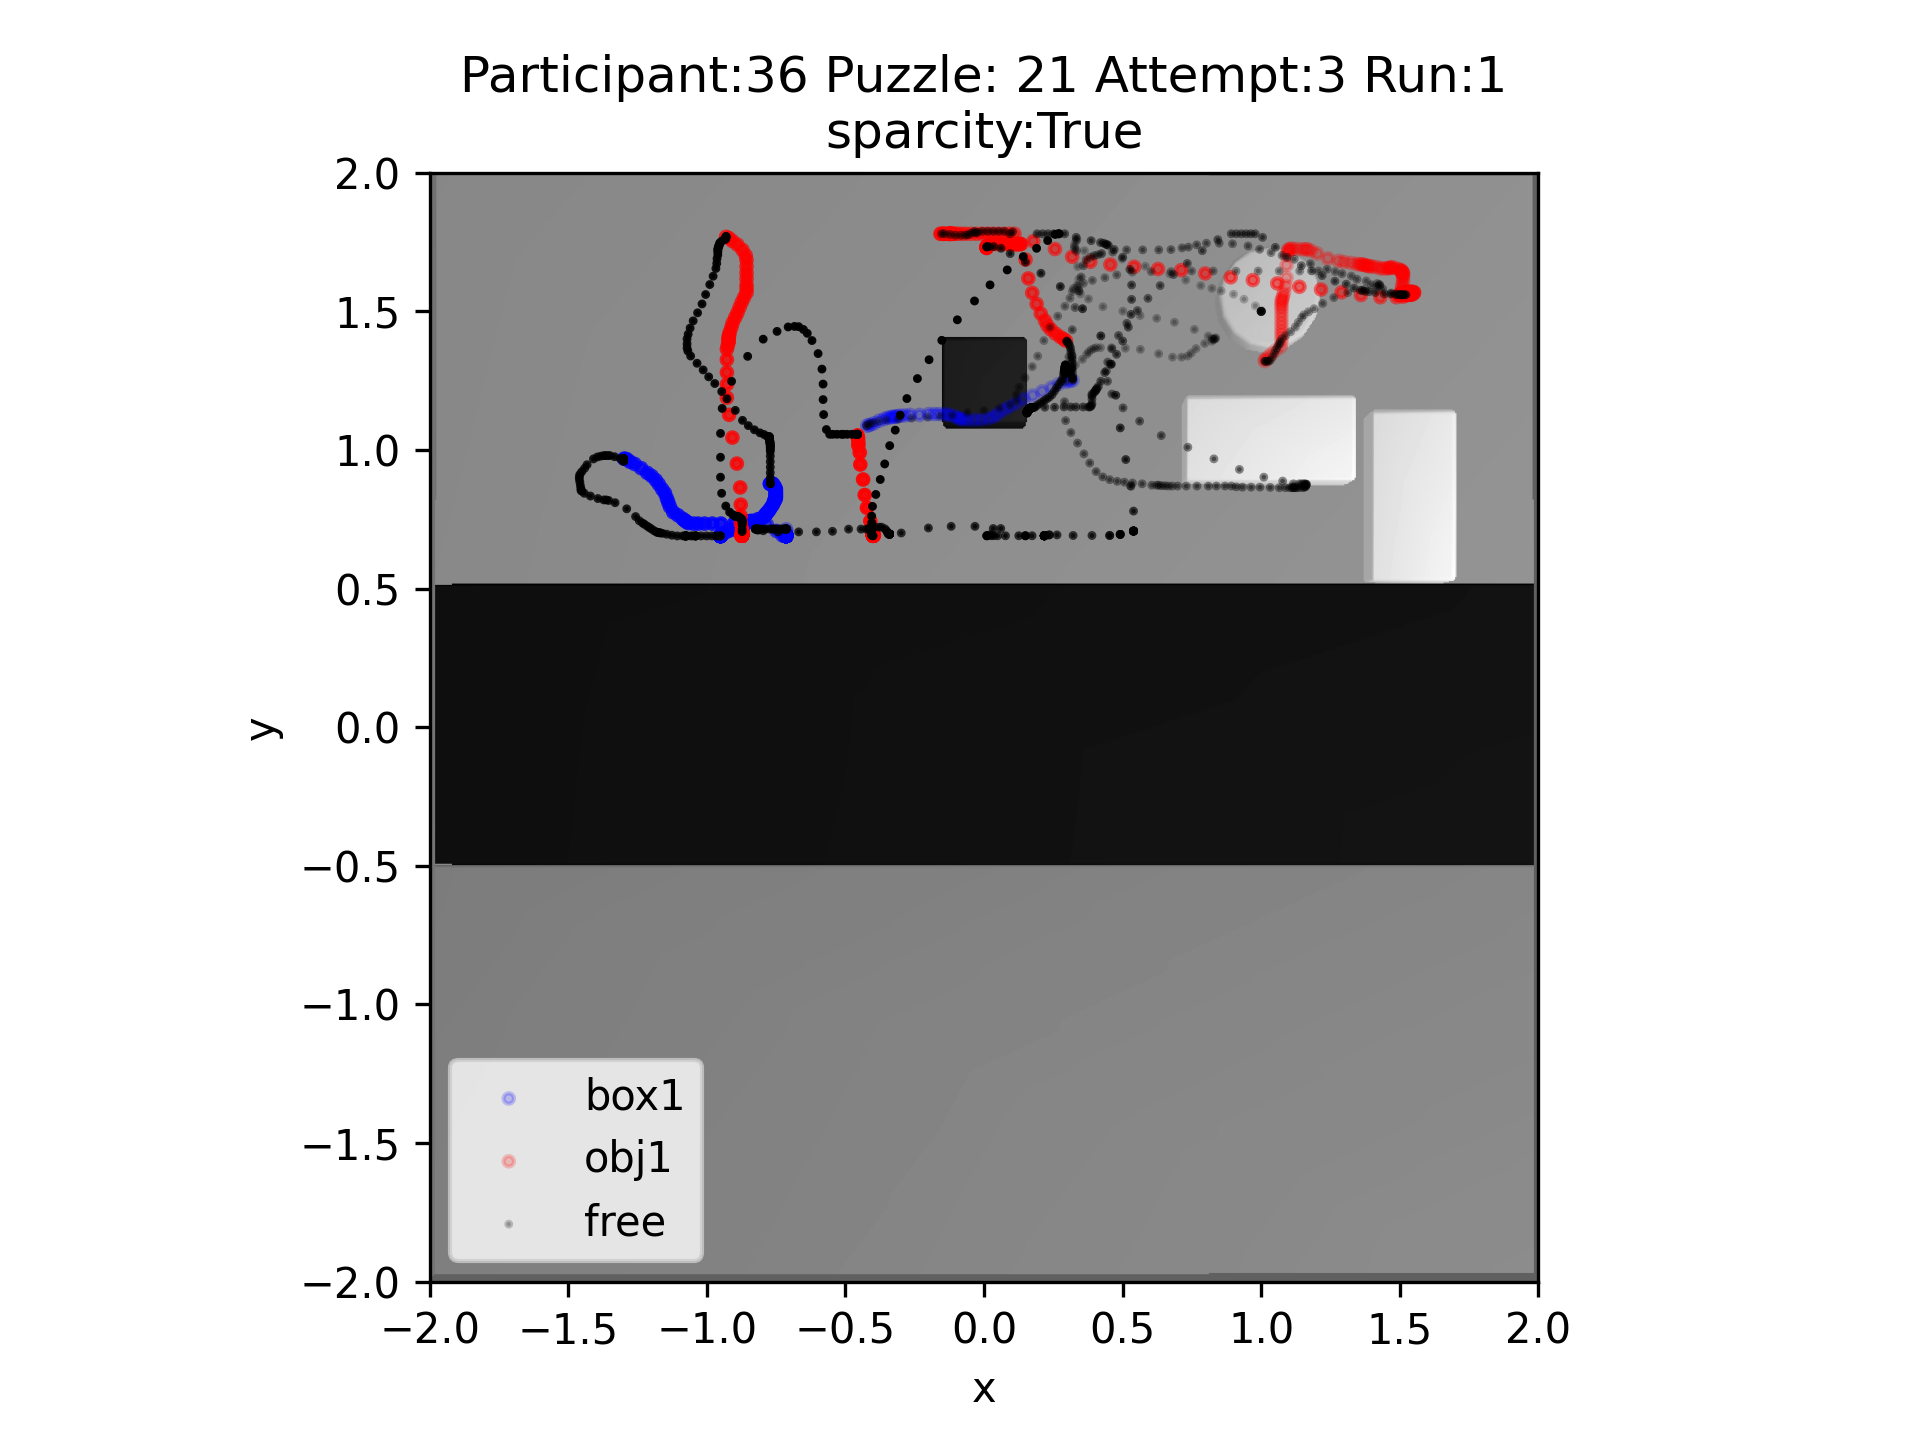 Participant:36 Puzzle: 21 Attempt:3 Run:1
sparcity:True
2.0
1.5
1.0
0.5
0.0
−0.5
−1.0
−1.5
−2.0
y
box1
obj1
free
−2.0 −1.5 −1.0 −0.5 0.0 0.5 1.0 1.5 2.0
x